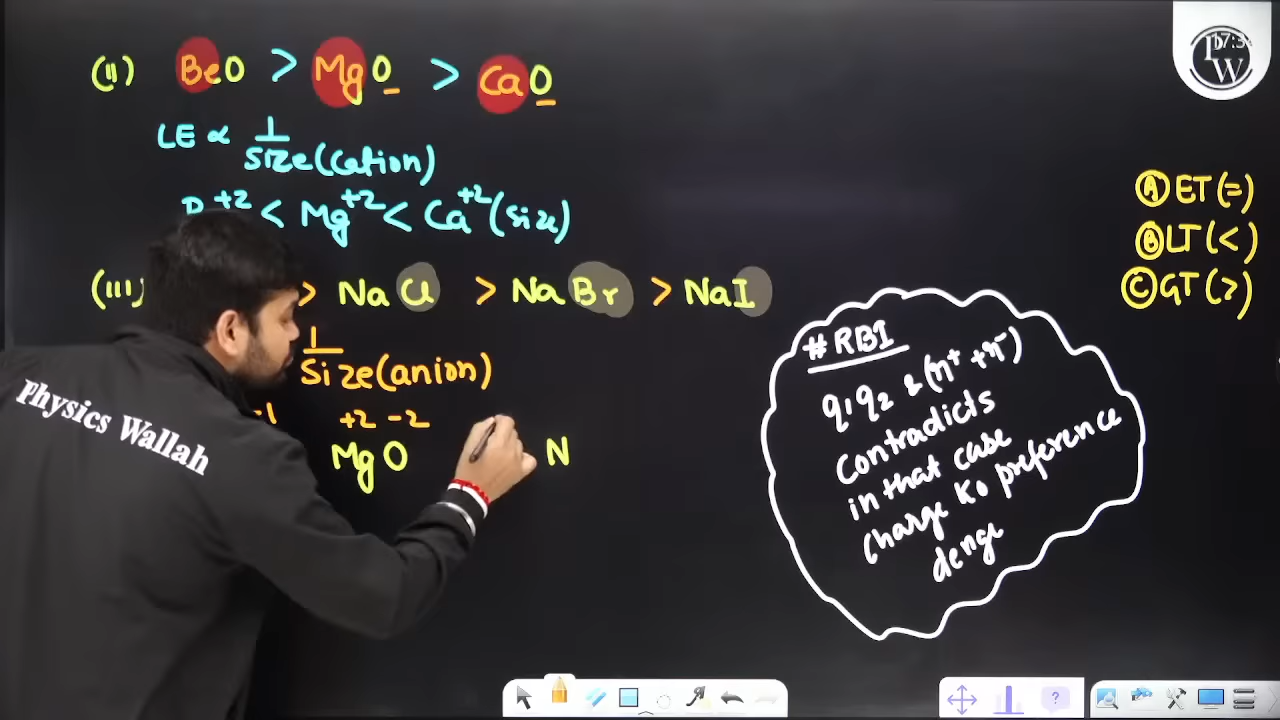 (ii) BeO > MgO > CaO
LE ∝ 1/size(cation)
+2 < Mg+2 < Ca+2 (size)
(iii) > NaCl > NaBr > NaI
1/size(anion)
+2 -2
MgO N
#RBI
q1q2 & (r+ + r-)
contradicts
in that case
charge ko preference
denge
Ⓐ ET (=)
Ⓑ LT (<)
Ⓒ GT (>)
Physics Wallah
PW